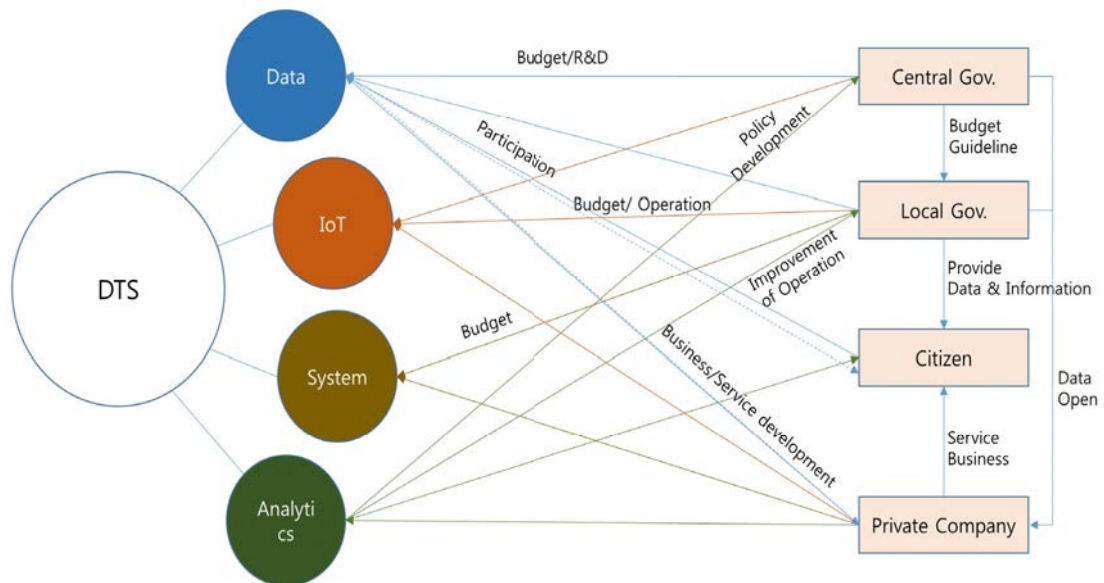 Data
Budget/R&D
Central Gov.
Participation
Policy
Development
Budget
Guideline
IoT
Budget/ Operation
Local Gov.
DTS
Improvement
of Operation
Provide
Data & Information
Budget
System
Business/Service development
Citizen
Data
Open
Service
Business
Analyti
cs
Private Company